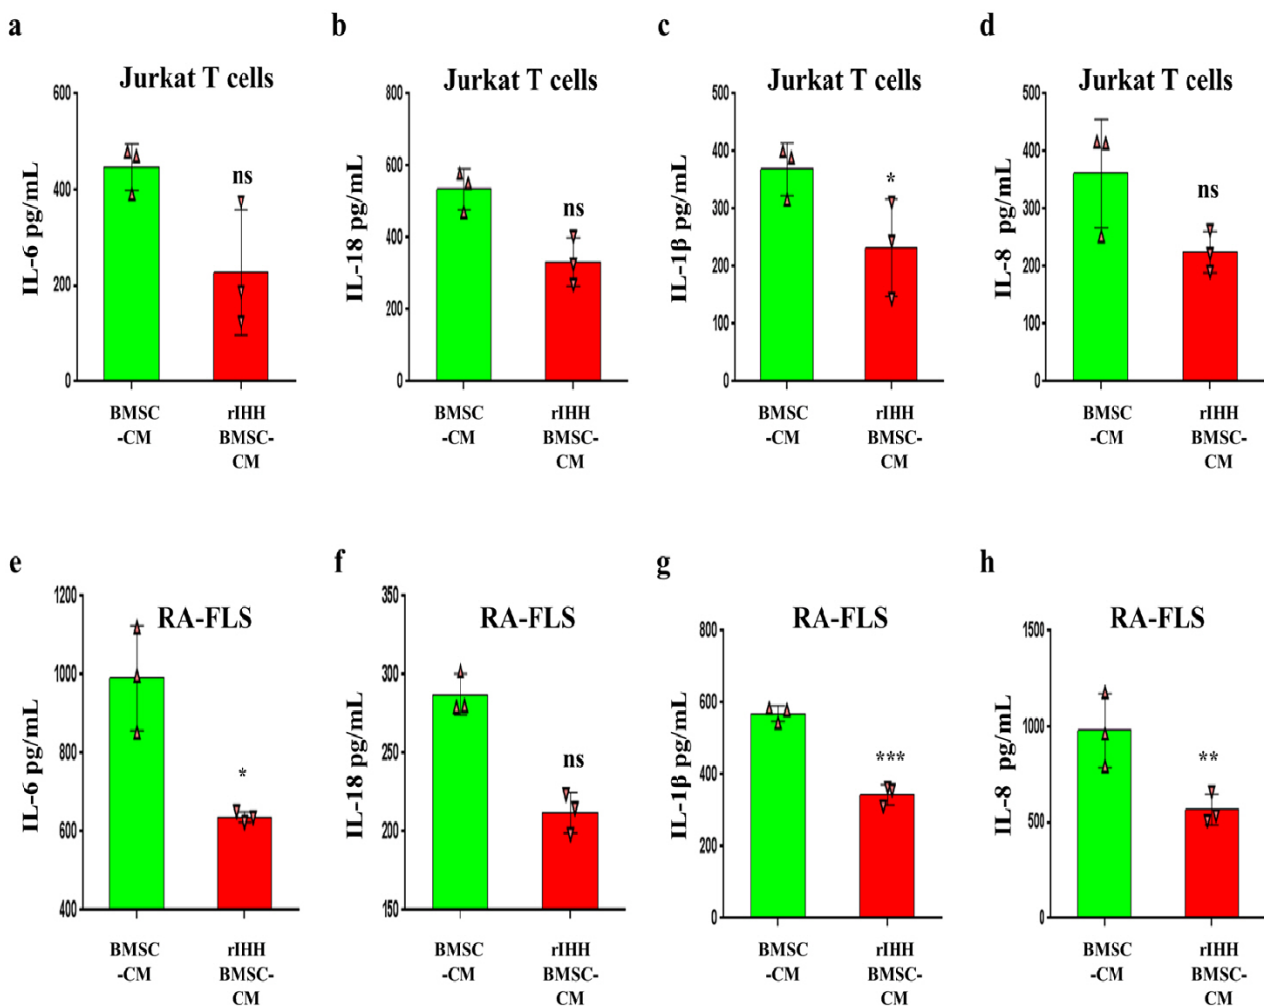 a
Jurkat T cells
IL-6 pg/mL
600
400
200
0
ns
BMSC
-CM
rIHH
BMSC-
CM
b
Jurkat T cells
IL-18 pg/mL
800
600
400
200
0
ns
BMSC
-CM
rIHH
BMSC-
CM
c
Jurkat T cells
IL-1β pg/mL
500
400
300
200
100
0
*
BMSC
-CM
rIHH
BMSC-
CM
d
Jurkat T cells
IL-8 pg/mL
500
400
300
200
100
0
ns
BMSC
-CM
rIHH
BMSC-
CM
e
RA-FLS
IL-6 pg/mL
1200
1000
800
600
400
*
BMSC
-CM
rIHH
BMSC-
CM
f
RA-FLS
IL-18 pg/mL
350
300
250
200
150
ns
BMSC
-CM
rIHH
BMSC-
CM
g
RA-FLS
IL-1β pg/mL
800
600
400
200
0
***
BMSC
-CM
rIHH
BMSC-
CM
h
RA-FLS
IL-8 pg/mL
1500
1000
500
0
**
BMSC
-CM
rIHH
BMSC-
CM